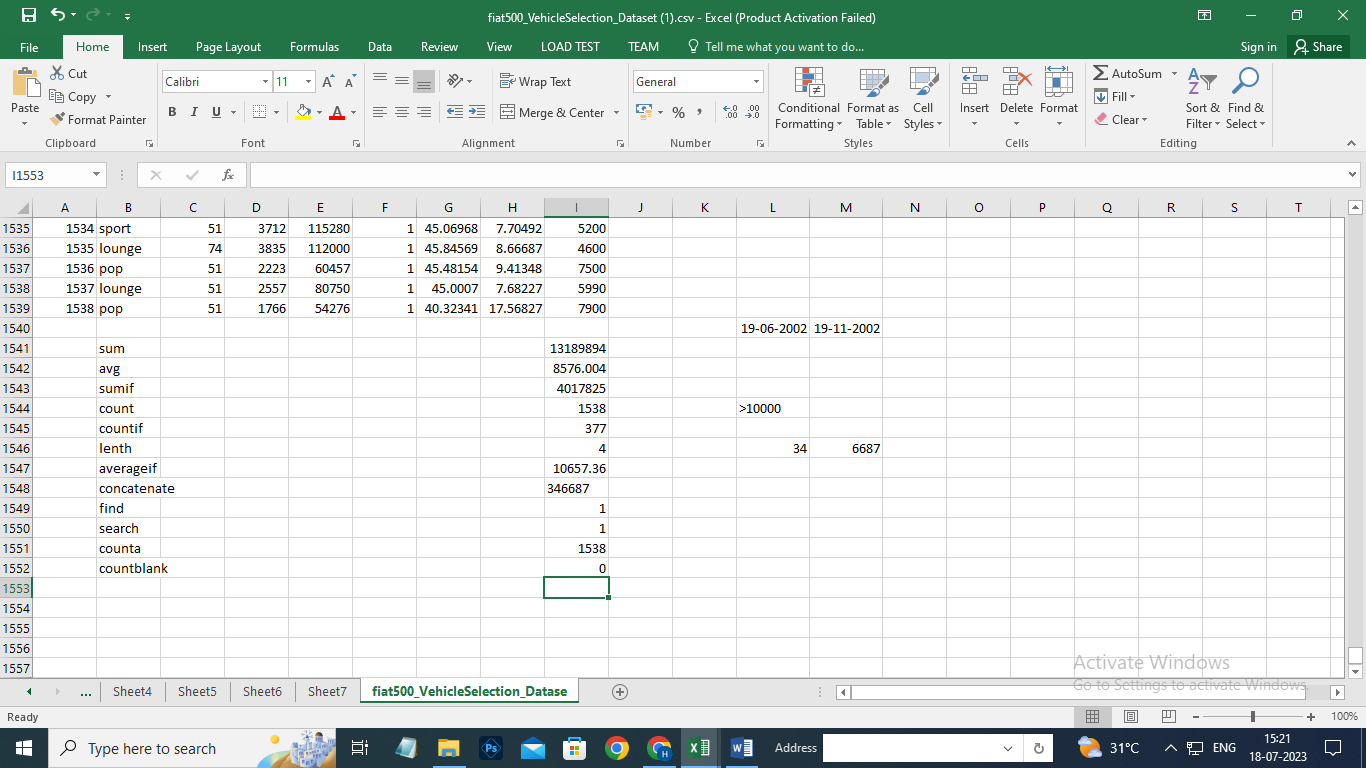 fiat500_VehicleSelection_Dataset (1).csv - Excel (Product Activation Failed)
File Home Insert Page Layout Formulas Data Review View LOAD TEST TEAM Tell me what you want to do... Sign in Share
Paste Cut Copy Format Painter Clipboard
Calibri 11 B I U A A A Font
Wrap Text Merge & Center Alignment
General % , .0 .00 .00 .0 Number
Conditional Formatting Format as Table Cell Styles Styles
Insert Delete Format Cells
AutoSum Fill Clear Sort & Filter Find & Select Editing
I1553 fx
A B C D E F G H I J K L M N O P Q R S T
1535 1534 sport 51 3712 115280 1 45.06968 7.70492 5200
1536 1535 lounge 74 3835 112000 1 45.84569 8.66687 4600
1537 1536 pop 51 2223 60457 1 45.48154 9.41348 7500
1538 1537 lounge 51 2557 80750 1 45.0007 7.68227 5990
1539 1538 pop 51 1766 54276 1 40.32341 17.56827 7900
1540 19-06-2002 19-11-2002
1541 sum 13189894
1542 avg 8576.004
1543 sumif 4017825
1544 count 1538 >10000
1545 countif 377
1546 lenth 4 34 6687
1547 averageif 10657.36
1548 concatenate 346687
1549 find 1
1550 search 1
1551 counta 1538
1552 countblank 0
1553
1554
1555
1556
1557
Activate Windows
Go to Settings to activate Windows.
... Sheet4 Sheet5 Sheet6 Sheet7 fiat500_VehicleSelection_Datase
Ready 100%
Type here to search Ps Address 31°C ENG 15:21
18-07-2023